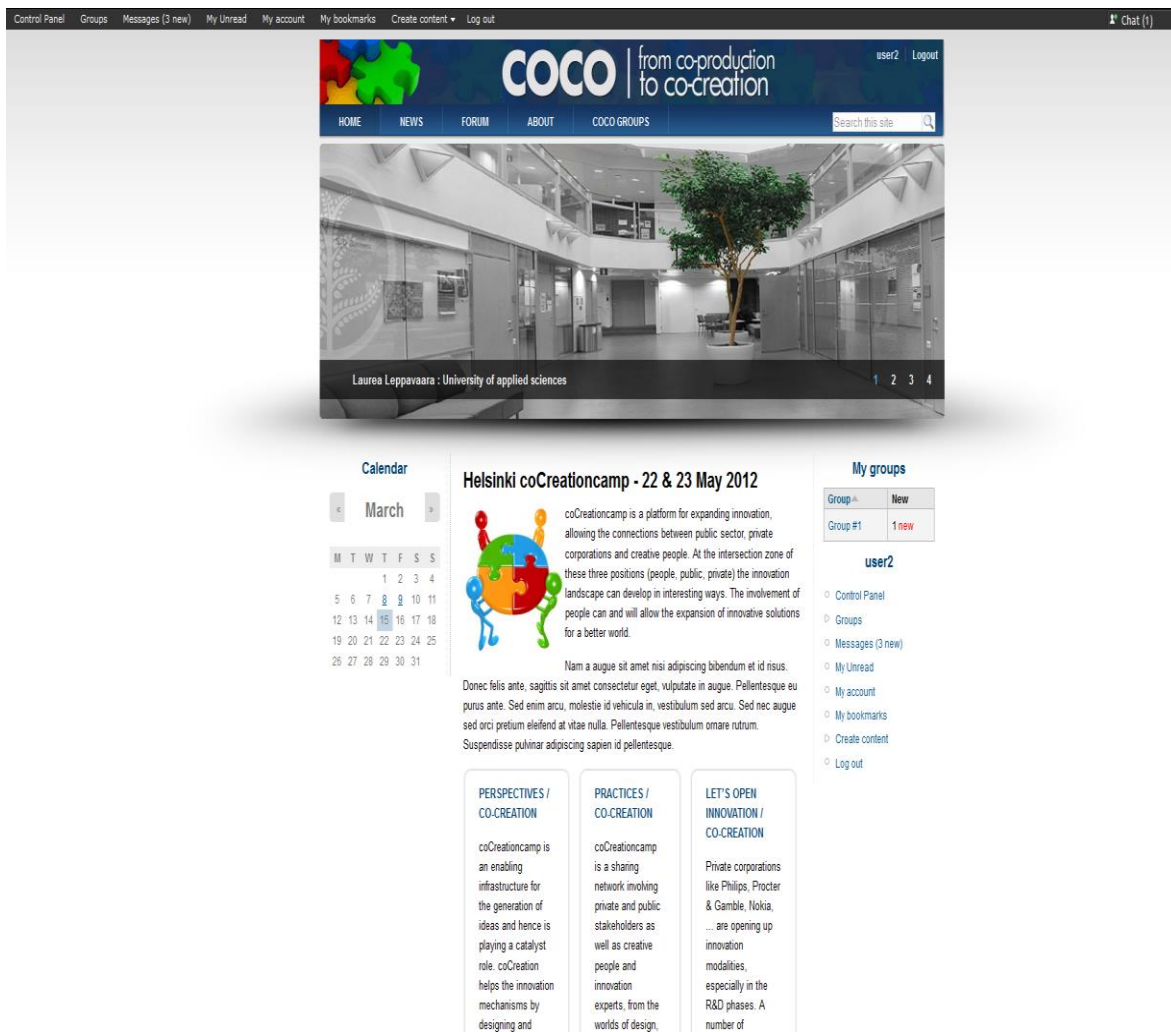 Control Panel Groups Messages (3 new) My Unread My account My bookmarks Create content Log out Chat (1)
COCO from co-production
to co-creation
user2 Logout
HOME NEWS FORUM ABOUT COCO GROUPS Search this site
Laurea Leppavaara : University of applied sciences 1 2 3 4
Calendar
« March »
M T W T F S S
1 2 3 4
5 6 7 8 9 10 11
12 13 14 15 16 17 18
19 20 21 22 23 24 25
26 27 28 29 30 31
Helsinki coCreationcamp - 22 & 23 May 2012
coCreationcamp is a platform for expanding innovation,
allowing the connections between public sector, private
corporations and creative people. At the intersection zone of
these three positions (people, public, private) the innovation
landscape can develop in interesting ways. The involvement of
people can and will allow the expansion of innovative solutions
for a better world.
Nam a augue sit amet nisi adipiscing bibendum et id risus.
Donec felis ante, sagittis sit amet consectetur eget, vulputate in augue. Pellentesque eu
purus ante. Sed enim arcu, molestie id vehicula in, vestibulum sed arcu. Sed nec augue
sed orci pretium eleifend at vitae nulla. Pellentesque vestibulum ornare rutrum.
Suspendisse pulvinar adipiscing sapien id pellentesque.
PERSPECTIVES /
CO-CREATION
coCreationcamp is
an enabling
infrastructure for
the generation of
ideas and hence is
playing a catalyst
role. coCreation
helps the innovation
mechanisms by
designing and
PRACTICES /
CO-CREATION
coCreationcamp
is a sharing
network involving
private and public
stakeholders as
well as creative
people and
innovation
experts, from the
worlds of design,
LET'S OPEN
INNOVATION /
CO-CREATION
Private corporations
like Philips, Procter
& Gamble, Nokia,
... are opening up
innovation
modalities,
especially in the
R&D phases. A
number of
My groups
Group New
Group #1 1 new
user2
Control Panel
Groups
Messages (3 new)
My Unread
My account
My bookmarks
Create content
Log out